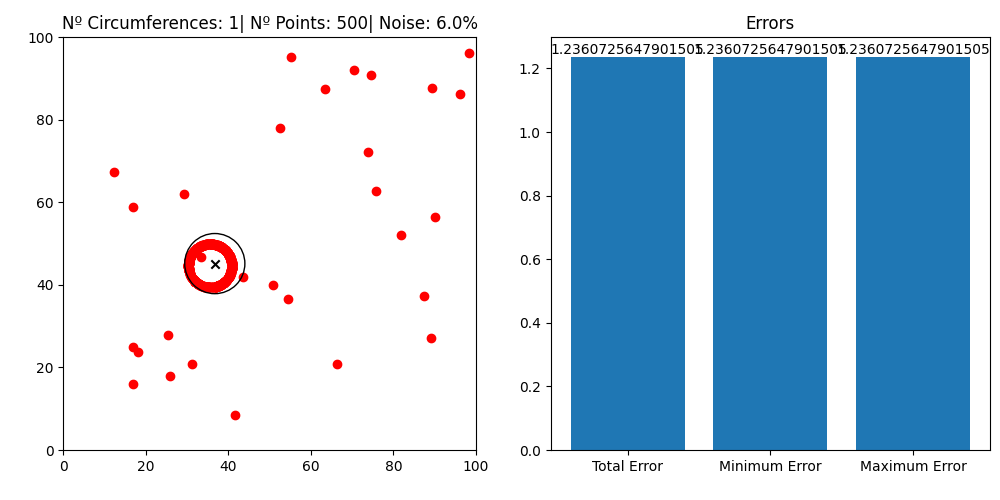 Nº Circumferences: 1| Nº Points: 500| Noise: 6.0%
100
80
60
40
20
0
0 20 40 60 80 100
Errors
1.2360725647901505 1.2360725647901505 1.2360725647901505
1.2
1.0
0.8
0.6
0.4
0.2
0.0
Total Error Minimum Error Maximum Error